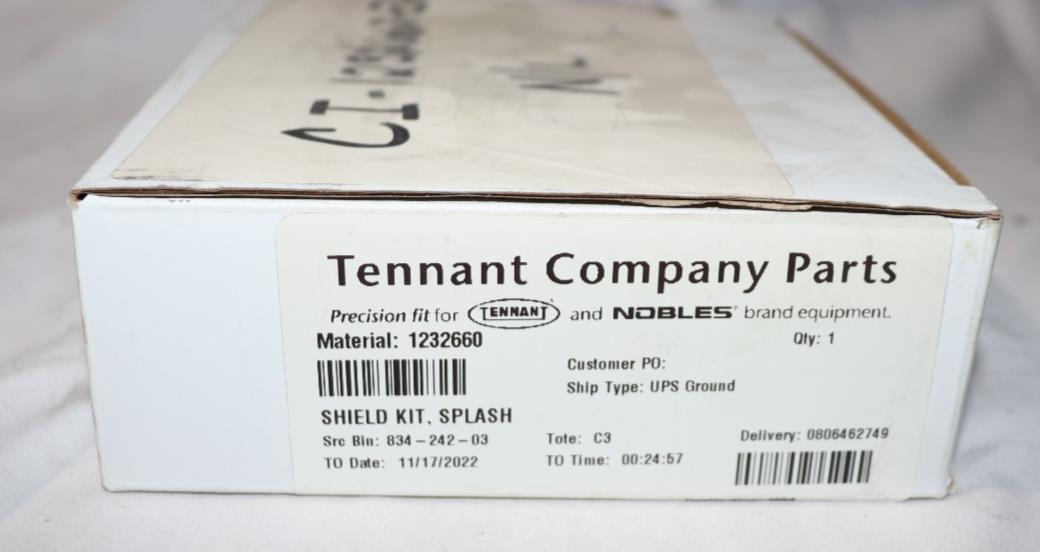 CI-
Tennant Company Parts
Precision fit for TENNANT and NOBLES® brand equipment.
Material: 1232660 Qty: 1
Customer PO:
Ship Type: UPS Ground
SHIELD KIT, SPLASH
Src Bin: 834-242-03 Tote: C3 Delivery: 0806462749
TO Date: 11/17/2022 TO Time: 00:24:57